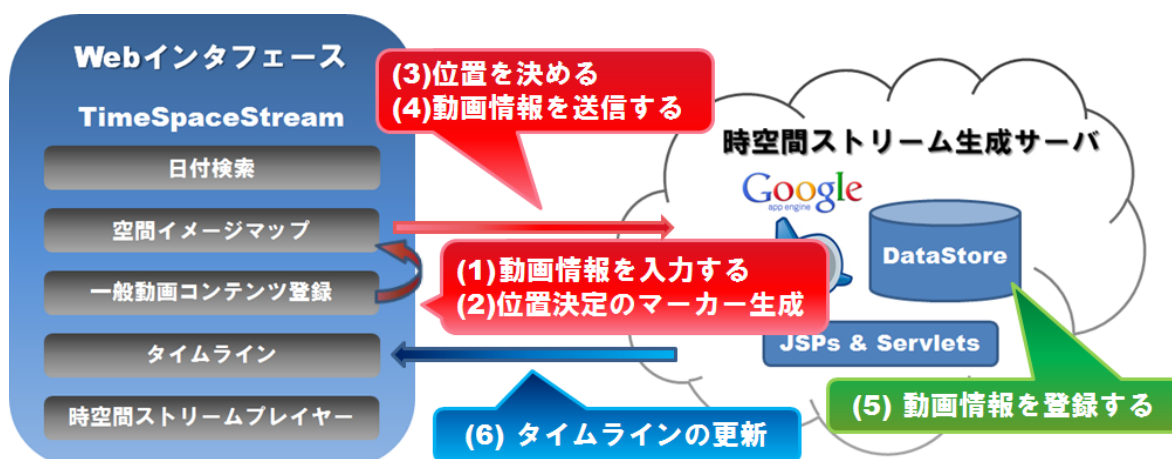 Webインタフェース
TimeSpaceStream
日付検索
空間イメージマップ
一般動画コンテンツ登録
タイムライン
時空間ストリームプレイヤー
(3)位置を決める
(4)動画情報を送信する
(1)動画情報を入力する
(2)位置決定のマーカー生成
(6) タイムラインの更新
時空間ストリーム生成サーバ
Google
app engine
DataStore
JSPs & Servlets
(5) 動画情報を登録する